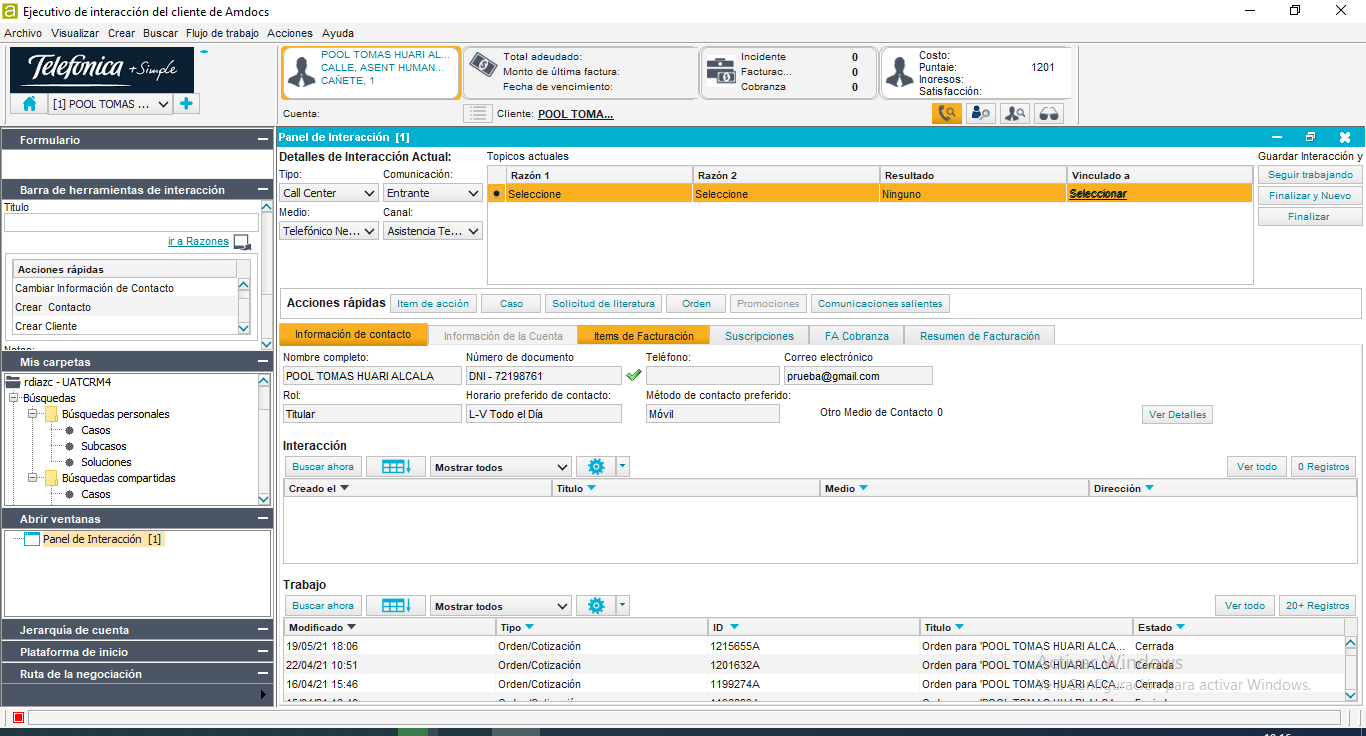 Ejecutivo de interacción del cliente de Amdocs
Archivo Visualizar Crear Buscar Flujo de trabajo Acciones Ayuda
Telefónica +Simple
[1] POOL TOMAS ...
POOL TOMAS HUARI AL...
CALLE, ASENT HUMAN...
CAÑETE, 1
Total adeudado:
Monto de última factura:
Fecha de vencimiento:
Incidente 0
Facturac... 0
Cobranza 0
Costo:
Puntaje: 1201
Ingresos:
Satisfacción:
Cuenta:
Cliente: POOL TOMA...
Formulario
Barra de herramientas de interacción
Título
ir a Razones
Acciones rápidas
Cambiar Información de Contacto
Crear Contacto
Crear Cliente
Mis carpetas
rdiazc - UATCRM4
Búsquedas
Búsquedas personales
Casos
Subcasos
Soluciones
Búsquedas compartidas
Casos
Abrir ventanas
Panel de Interacción [1]
Jerarquía de cuenta
Plataforma de inicio
Ruta de la negociación
Panel de Interacción [1]
Detalles de Interacción Actual:
Tipo: Comunicación:
Call Center Entrante
Medio: Canal:
Telefónico Ne... Asistencia Te...
Topicos actuales
Razón 1 Razón 2 Resultado Vinculado a
Seleccione Seleccione Ninguno Seleccionar
Guardar Interacción y
Seguir trabajando
Finalizar y Nuevo
Finalizar
Acciones rápidas Item de acción Caso Solicitud de literatura Orden Promociones Comunicaciones salientes
Información de contacto Información de la Cuenta Items de Facturación Suscripciones FA Cobranza Resumen de Facturación
Nombre completo: Número de documento Teléfono: Correo electrónico
POOL TOMAS HUARI ALCALA DNI - 72198761 prueba@gmail.com
Rol: Horario preferido de contacto: Método de contacto preferido:
Titular L-V Todo el Día Móvil Otro Medio de Contacto 0 Ver Detalles
Interacción
Buscar ahora Mostrar todos Ver todo 0 Registros
Creado el Titulo Medio Dirección
Trabajo
Buscar ahora Mostrar todos Ver todo 20+ Registros
Modificado Tipo ID Titulo Estado
19/05/21 18:06 Orden/Cotización 1215655A Orden para 'POOL TOMAS HUARI ALCA... Cerrada
22/04/21 10:51 Orden/Cotización 1201632A Orden para 'POOL TOMAS HUARI ALCA... Cerrada
16/04/21 15:46 Orden/Cotización 1199274A Orden para 'POOL TOMAS HUARI ALCA... Cerrada
Activar Windows
Ve a Configuración para activar Windows.